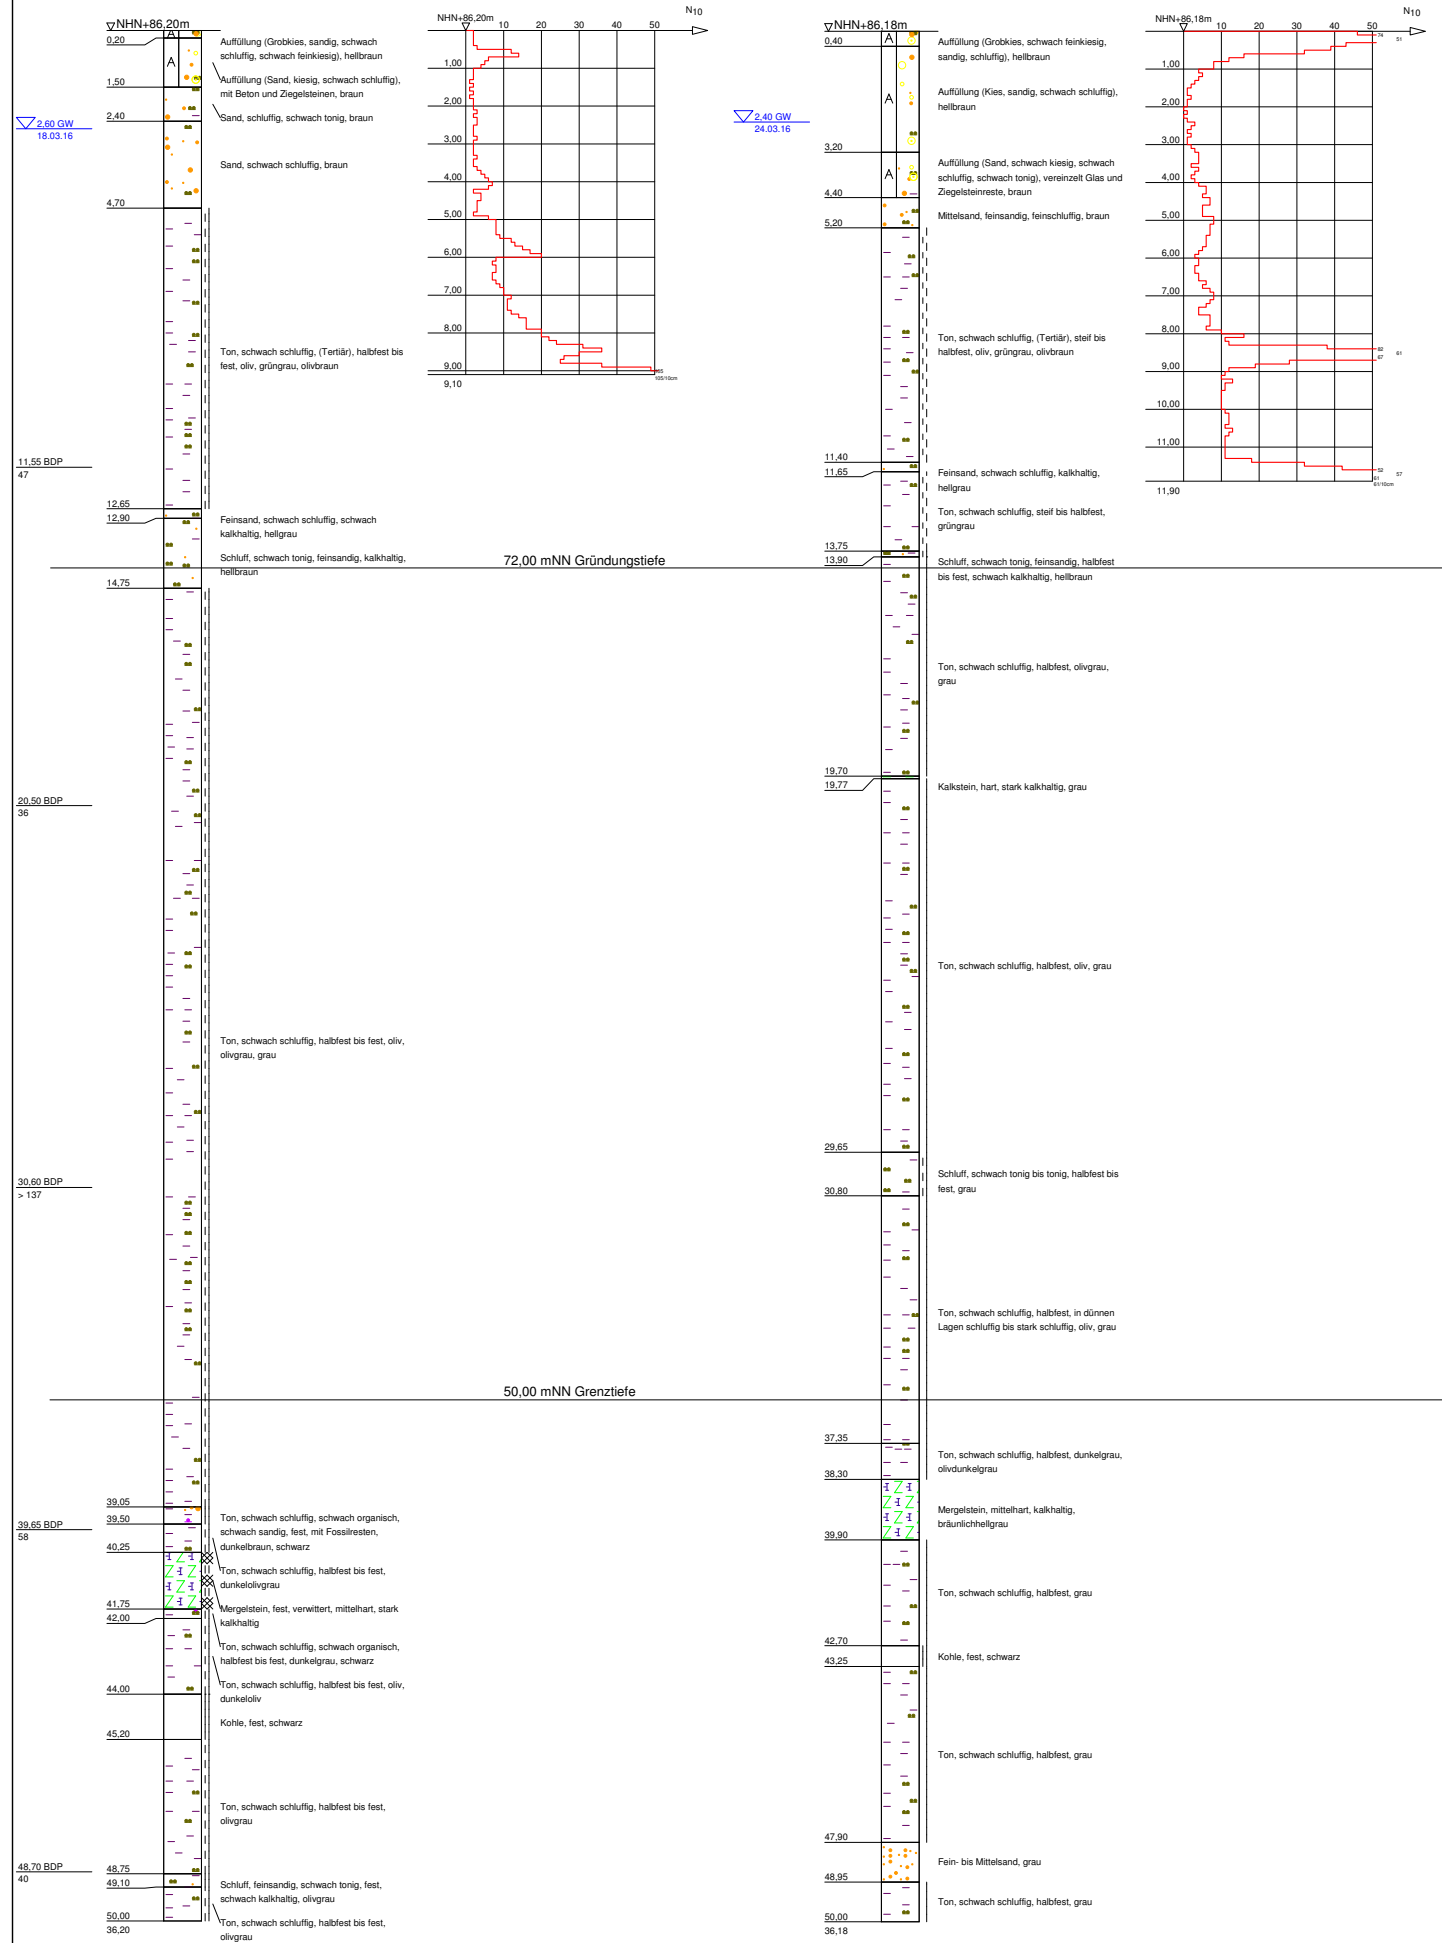 NHN+86,20m
0,20
A
A
1,50
2,40
2,60 GW
18.03.16
4,70
11,55 BDP
47
12,65
12,90
14,75
20,50 BDP
36
30,60 BDP
> 137
39,05
39,50
39,65 BDP
58
40,25
41,75
42,00
44,00
45,20
48,70 BDP
40
48,75
49,10
50,00
36,20
Auffüllung (Grobkies, sandig, schwach
schluffig, schwach feinkiesig), hellbraun
Auffüllung (Sand, kiesig, schwach schluffig),
mit Beton und Ziegelsteinen, braun
Sand, schluffig, schwach tonig, braun
Sand, schwach schluffig, braun
Ton, schwach schluffig, (Tertiär), halbfest bis
fest, oliv, grüngrau, olivbraun
Feinsand, schwach schluffig, schwach
kalkhaltig, hellgrau
Schluff, schwach tonig, feinsandig, kalkhaltig,
hellbraun
Ton, schwach schluffig, halbfest bis fest, oliv,
olivgrau, grau
Ton, schwach schluffig, schwach organisch,
schwach sandig, fest, mit Fossilresten,
dunkelbraun, schwarz
Ton, schwach schluffig, halbfest bis fest,
dunkelolivgrau
Mergelstein, fest, verwittert, mittelhart, stark
kalkhaltig
Ton, schwach schluffig, schwach organisch,
halbfest bis fest, dunkelgrau, schwarz
Ton, schwach schluffig, halbfest bis fest, oliv,
dunkeloliv
Kohle, fest, schwarz
Ton, schwach schluffig, halbfest bis fest,
olivgrau
Schluff, feinsandig, schwach tonig, fest,
schwach kalkhaltig, olivgrau
Ton, schwach schluffig, halbfest bis fest,
olivgrau
NHN+86,20m
10 20 30 40 50
N10
1,00
2,00
3,00
4,00
5,00
6,00
7,00
8,00
9,00
9,10
105/10cm
72,00 mNN Gründungstiefe
50,00 mNN Grenztiefe
NHN+86,18m
0,40
A
A
2,40 GW
24.03.16
3,20
A
4,40
5,20
11,40
11,65
13,75
13,90
19,70
19,77
29,65
30,80
37,35
38,30
39,90
42,70
43,25
47,90
48,95
50,00
36,18
Auffüllung (Grobkies, schwach feinkiesig,
sandig, schluffig), hellbraun
Auffüllung (Kies, sandig, schwach schluffig),
hellbraun
Auffüllung (Sand, schwach kiesig, schwach
schluffig, schwach tonig), vereinzelt Glas und
Ziegelsteinreste, braun
Mittelsand, feinsandig, feinschluffig, braun
Ton, schwach schluffig, (Tertiär), steif bis
halbfest, oliv, grüngrau, olivbraun
Feinsand, schwach schluffig, kalkhaltig,
hellgrau
Ton, schwach schluffig, steif bis halbfest,
grüngrau
Schluff, schwach tonig, feinsandig, halbfest
bis fest, schwach kalkhaltig, hellbraun
Ton, schwach schluffig, halbfest, olivgrau,
grau
Kalkstein, hart, stark kalkhaltig, grau
Ton, schwach schluffig, halbfest, oliv, grau
Schluff, schwach tonig bis tonig, halbfest bis
fest, grau
Ton, schwach schluffig, halbfest, in dünnen
Lagen schluffig bis stark schluffig, oliv, grau
Ton, schwach schluffig, halbfest, dunkelgrau,
olivdunkelgrau
Mergelstein, mittelhart, kalkhaltig,
bräunlichhellgrau
Ton, schwach schluffig, halbfest, grau
Kohle, fest, schwarz
Ton, schwach schluffig, halbfest, grau
Fein- bis Mittelsand, grau
Ton, schwach schluffig, halbfest, grau
NHN+86,18m
10 20 30 40 50
N10
74
51
1,00
2,00
3,00
4,00
5,00
6,00
7,00
8,00
61
67
9,00
10,00
11,00
52
57
61
61/10cm
11,90